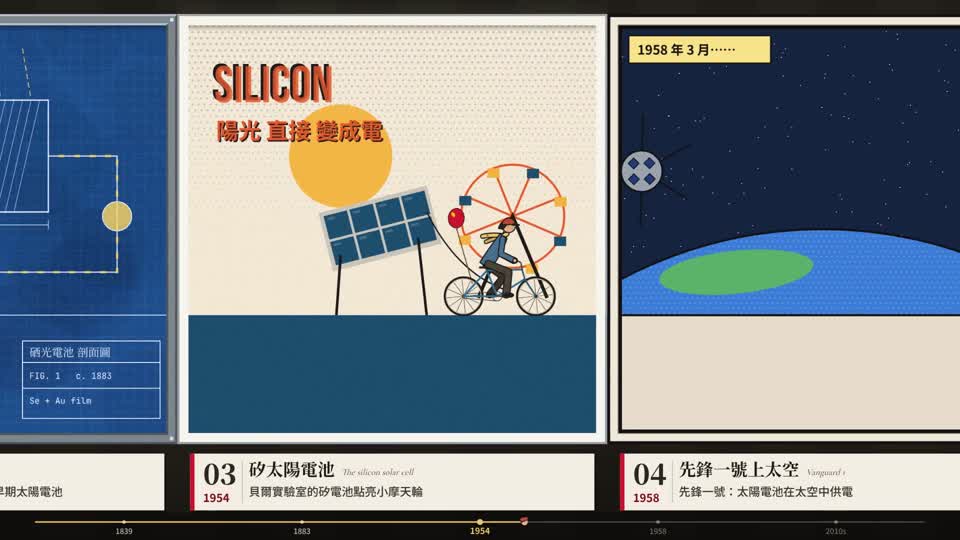 硒光電池 剖面圖
FIG. 1 c. 1883
Se + Au film
早期太陽電池
SILICON
陽光 直接 變成電
03
1954
矽太陽電池 The silicon solar cell
貝爾實驗室的矽電池點亮小摩天輪
1958 年 3 月⋯⋯
04
1958
先鋒一號上太空 Vanguard 1
先鋒一號：太陽電池在太空中供電
1839
1883
1954
1958
2010s